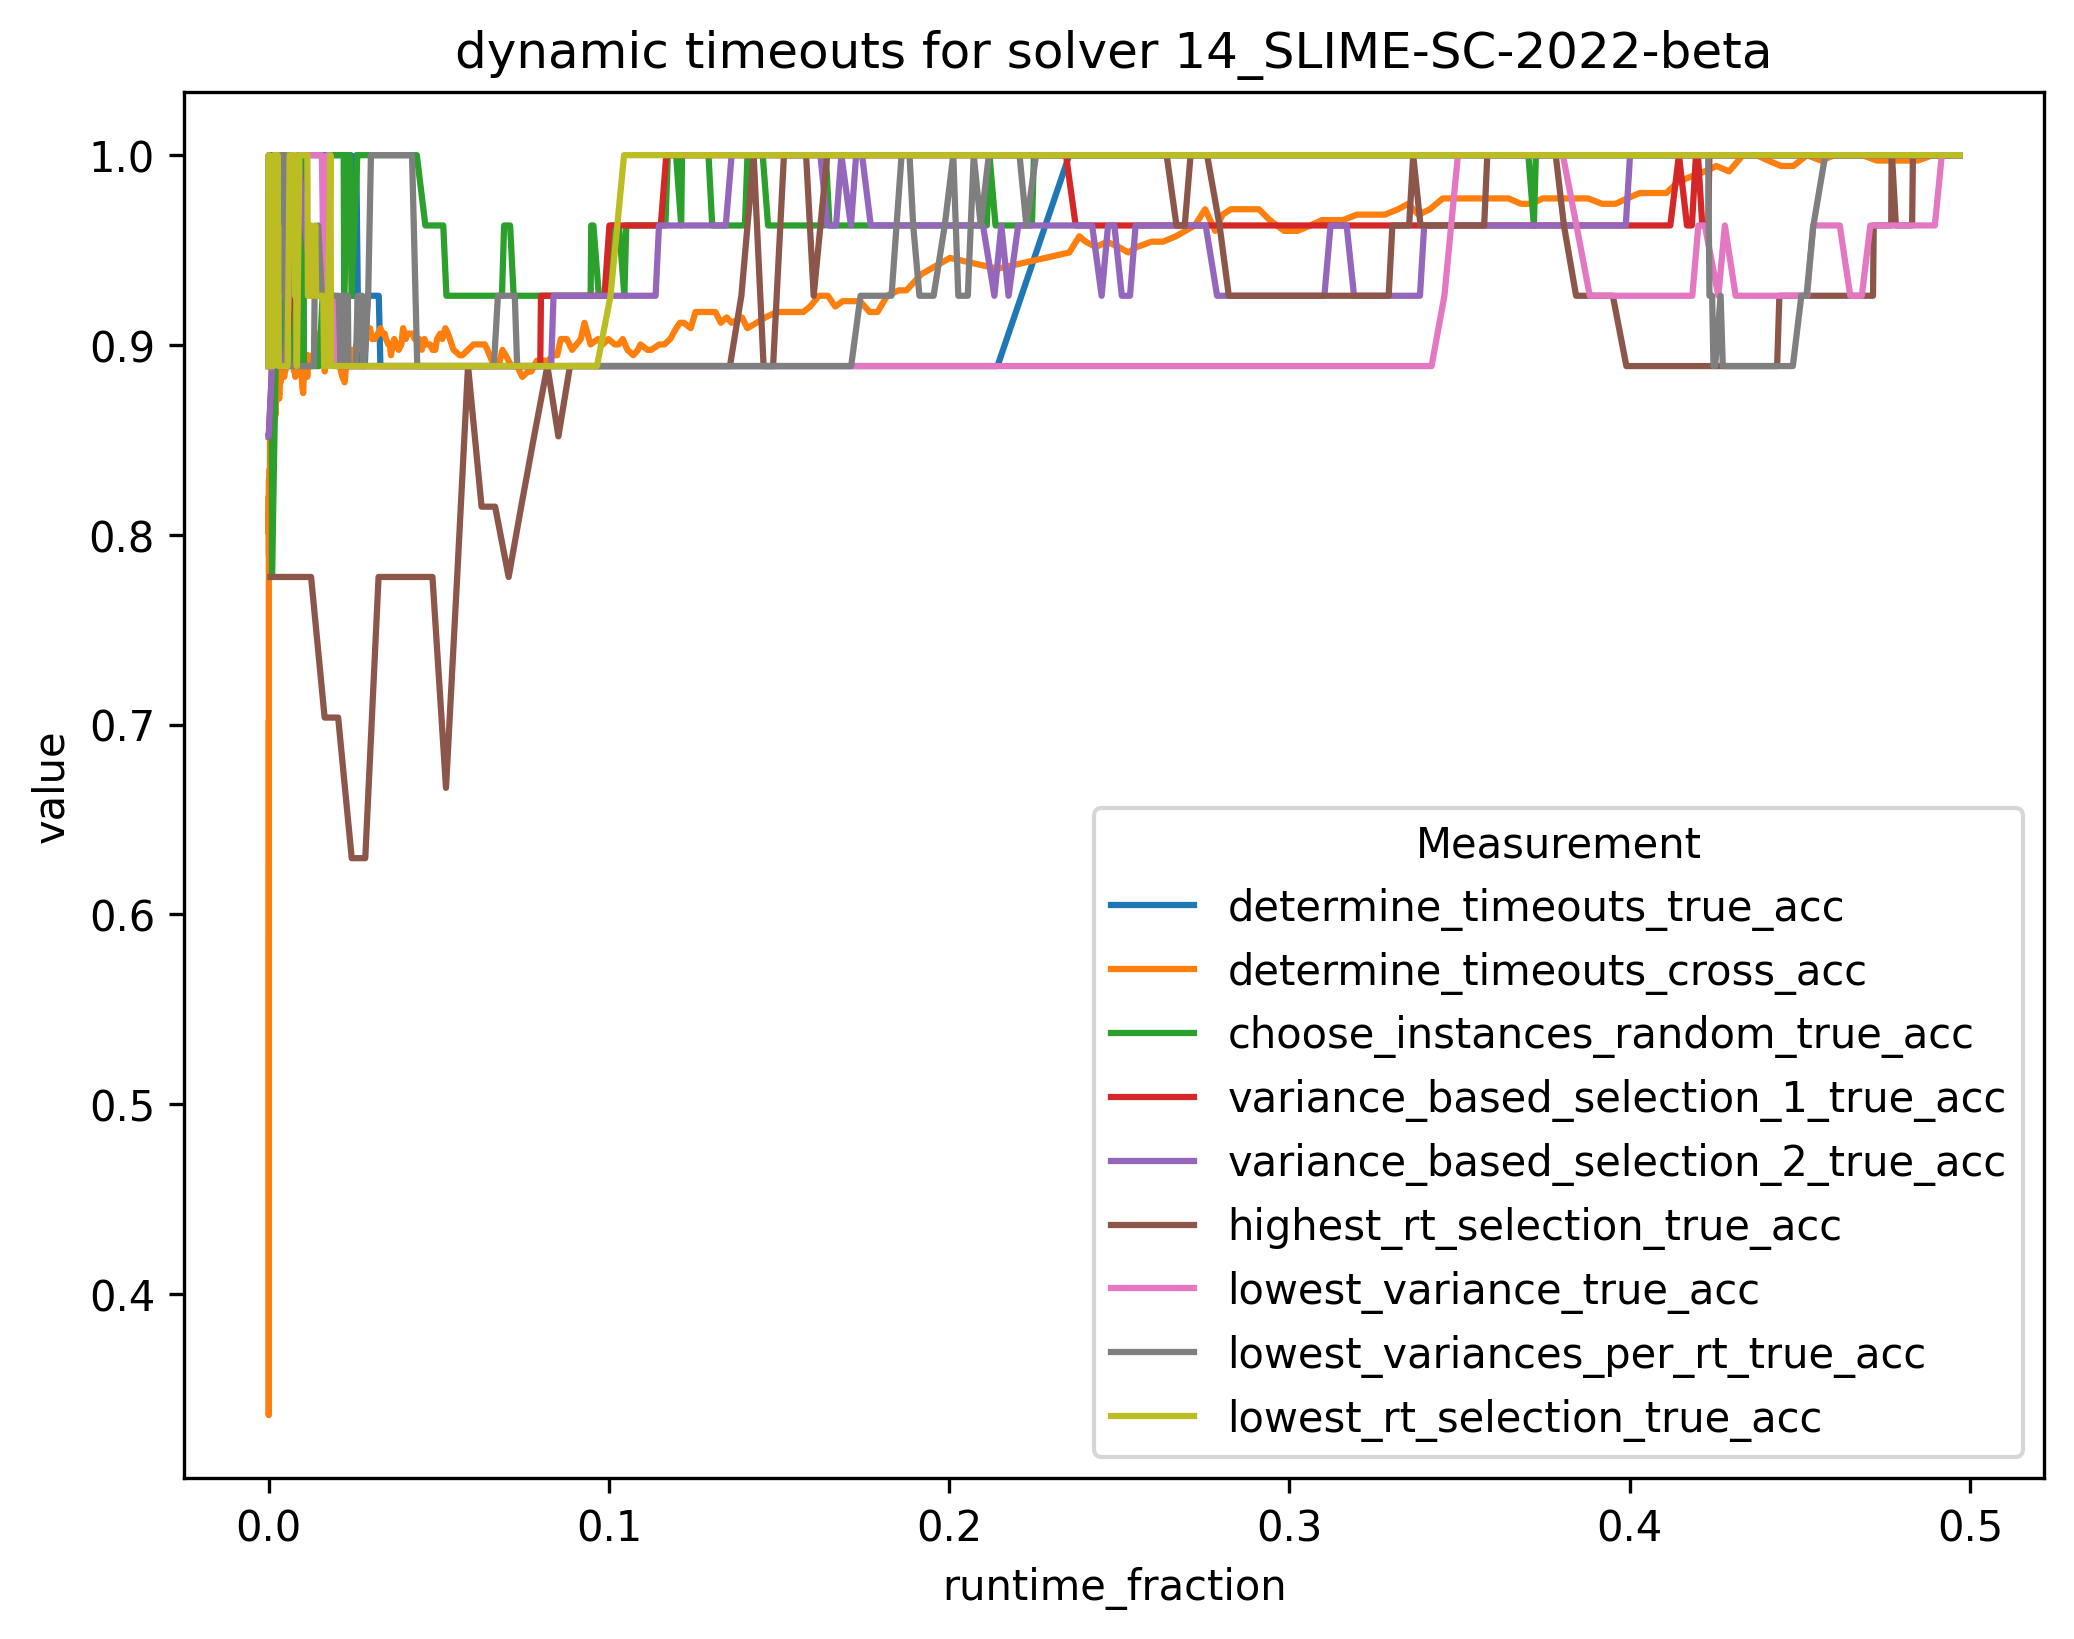 dynamic timeouts for solver 14_SLIME-SC-2022-beta
1.0
0.9
0.8
0.7
0.6
0.5
0.4
value
Measurement
determine_timeouts_true_acc
determine_timeouts_cross_acc
choose_instances_random_true_acc
variance_based_selection_1_true_acc
variance_based_selection_2_true_acc
highest_rt_selection_true_acc
lowest_variance_true_acc
lowest_variances_per_rt_true_acc
lowest_rt_selection_true_acc
0.0 0.1 0.2 0.3 0.4 0.5
runtime_fraction